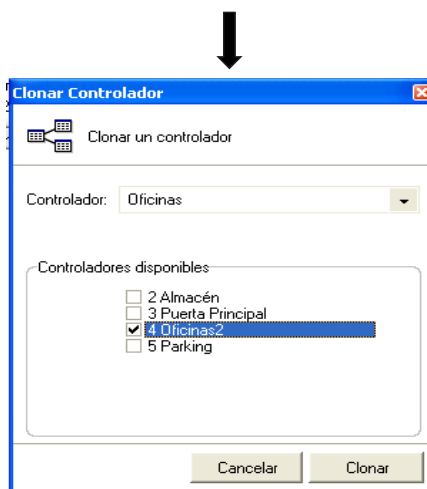 Clonar Controlador
Clonar un controlador
Controlador: Oficinas
Controladores disponibles
2 Almacén
3 Puerta Principal
4 Oficinas2
5 Parking
Cancelar Clonar